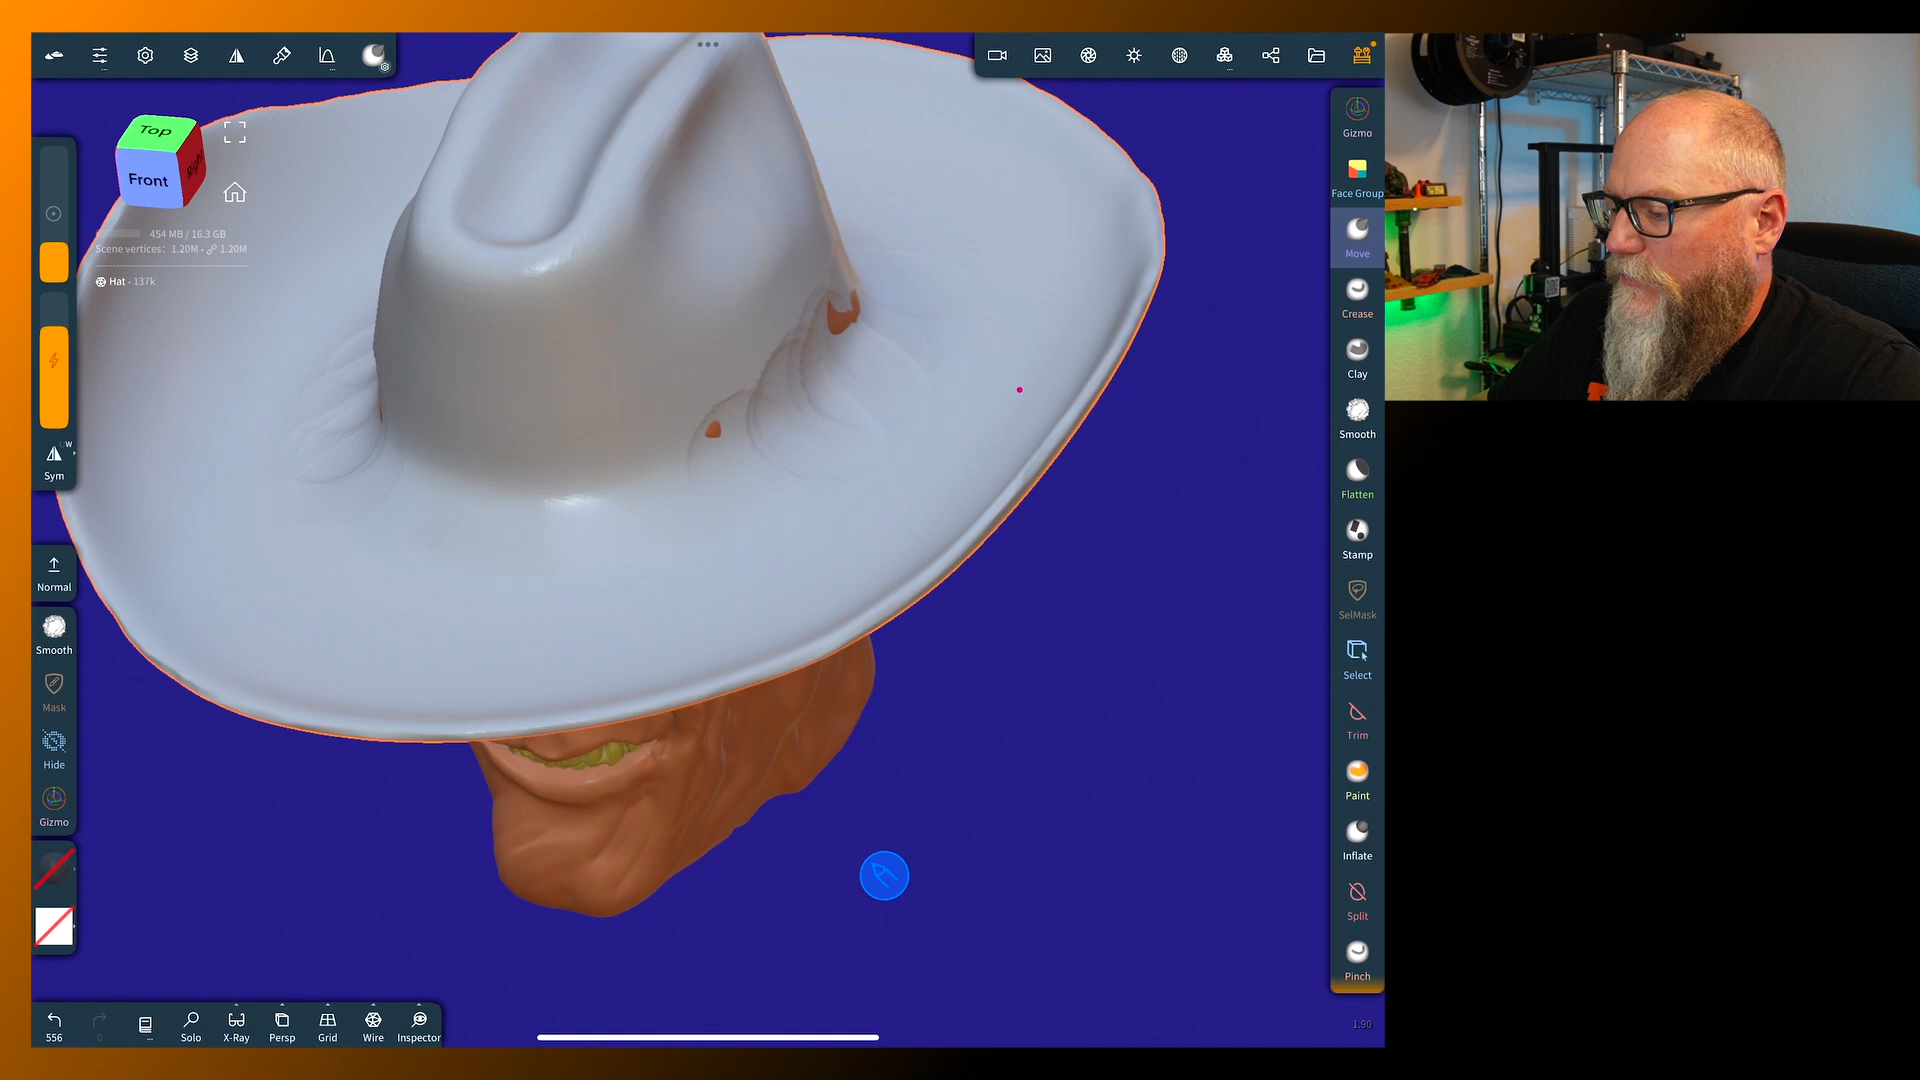 Top
Front
Right
454 MB / 16.3 GB
Scene vertices: 1.20M • 1.20M
Hat • 137k
W
Sym
Normal
Smooth
Mask
Hide
Gizmo
556
0
Solo
X-Ray
Persp
Grid
Wire
Inspector
Gizmo
Face Group
Move
Crease
Clay
Smooth
Flatten
Stamp
SelMask
Select
Trim
Paint
Inflate
Split
Pinch
1.90